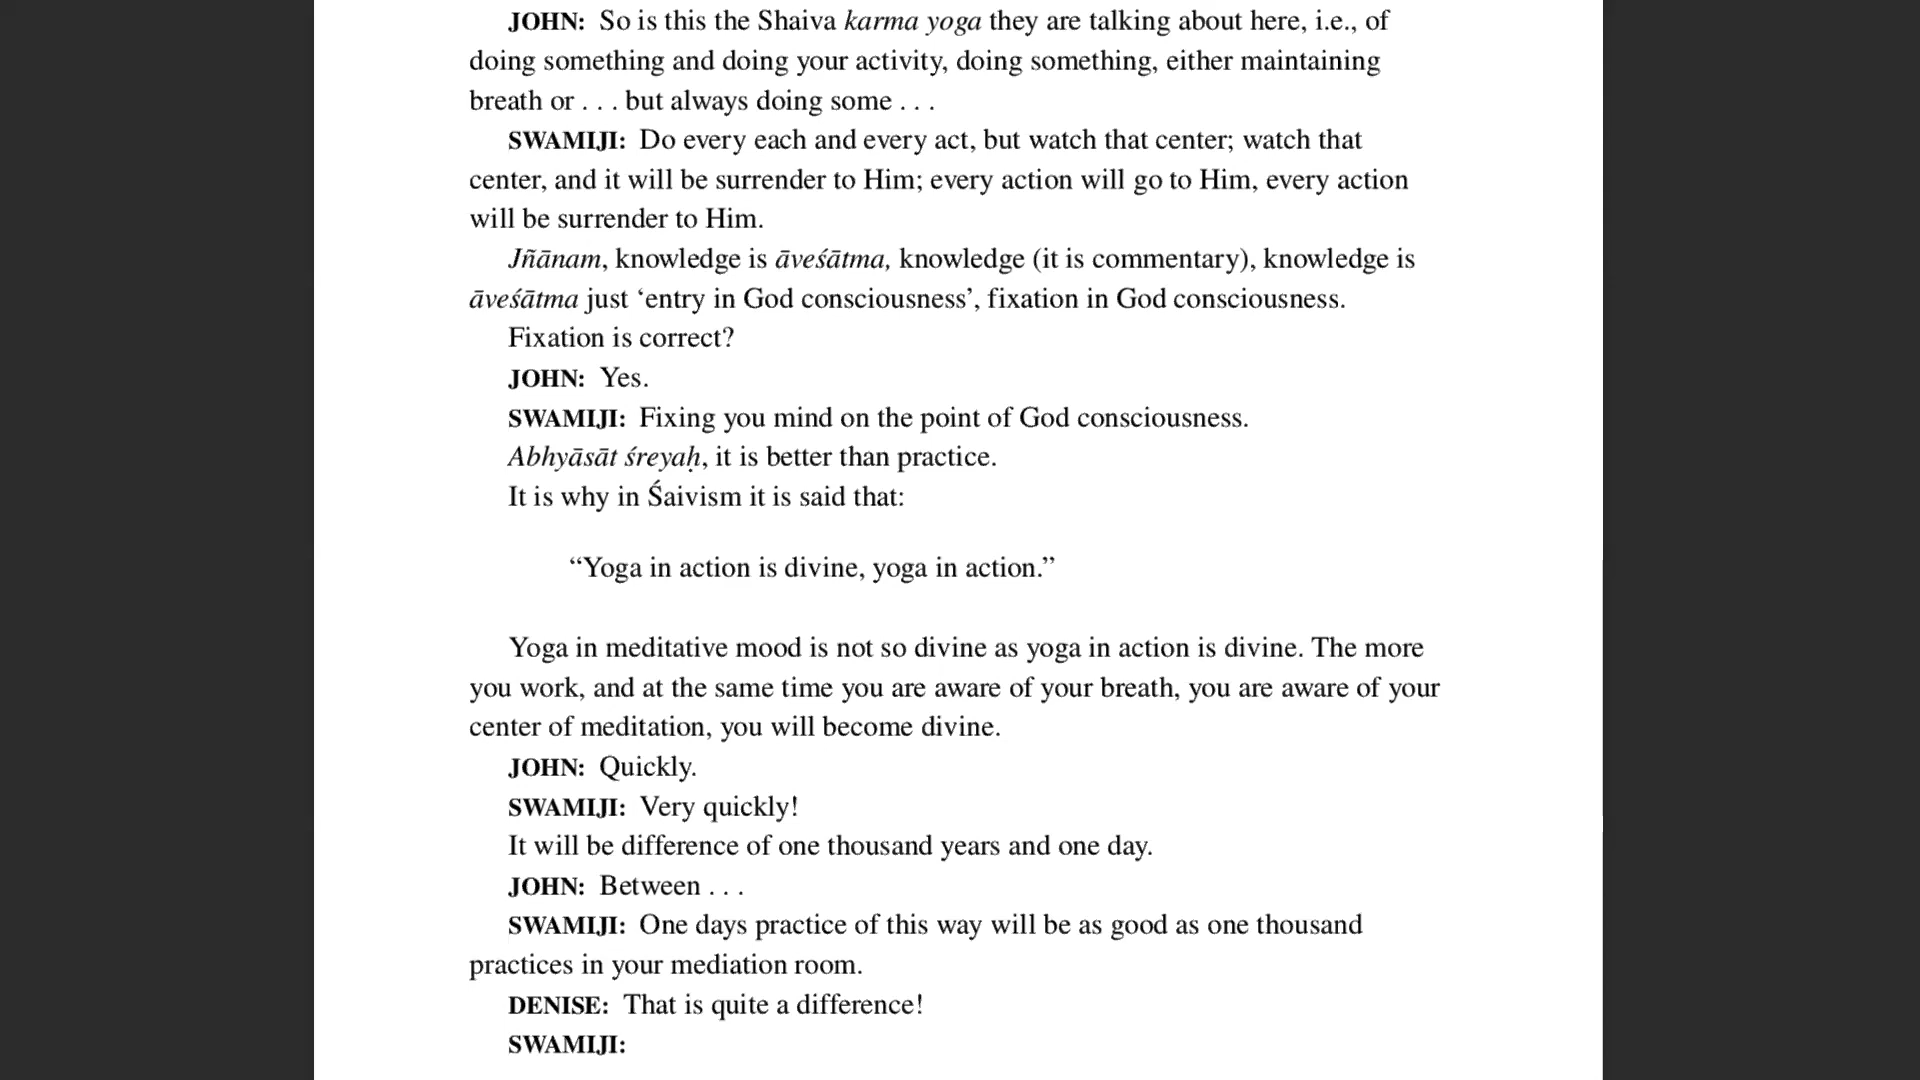 JOHN: So is this the Shaiva karma yoga they are talking about here, i.e., of
doing something and doing your activity, doing something, either maintaining
breath or . . . but always doing some . . .
SWAMIJI: Do every each and every act, but watch that center; watch that
center, and it will be surrender to Him; every action will go to Him, every action
will be surrender to Him.
Jñānam, knowledge is āveśātma, knowledge (it is commentary), knowledge is
āveśātma just ‘entry in God consciousness’, fixation in God consciousness.
Fixation is correct?
JOHN: Yes.
SWAMIJI: Fixing you mind on the point of God consciousness.
Abhyāsāt śreyaḥ, it is better than practice.
It is why in Śaivism it is said that:
“Yoga in action is divine, yoga in action.”
Yoga in meditative mood is not so divine as yoga in action is divine. The more
you work, and at the same time you are aware of your breath, you are aware of your
center of meditation, you will become divine.
JOHN: Quickly.
SWAMIJI: Very quickly!
It will be difference of one thousand years and one day.
JOHN: Between . . .
SWAMIJI: One days practice of this way will be as good as one thousand
practices in your mediation room.
DENISE: That is quite a difference!
SWAMIJI: